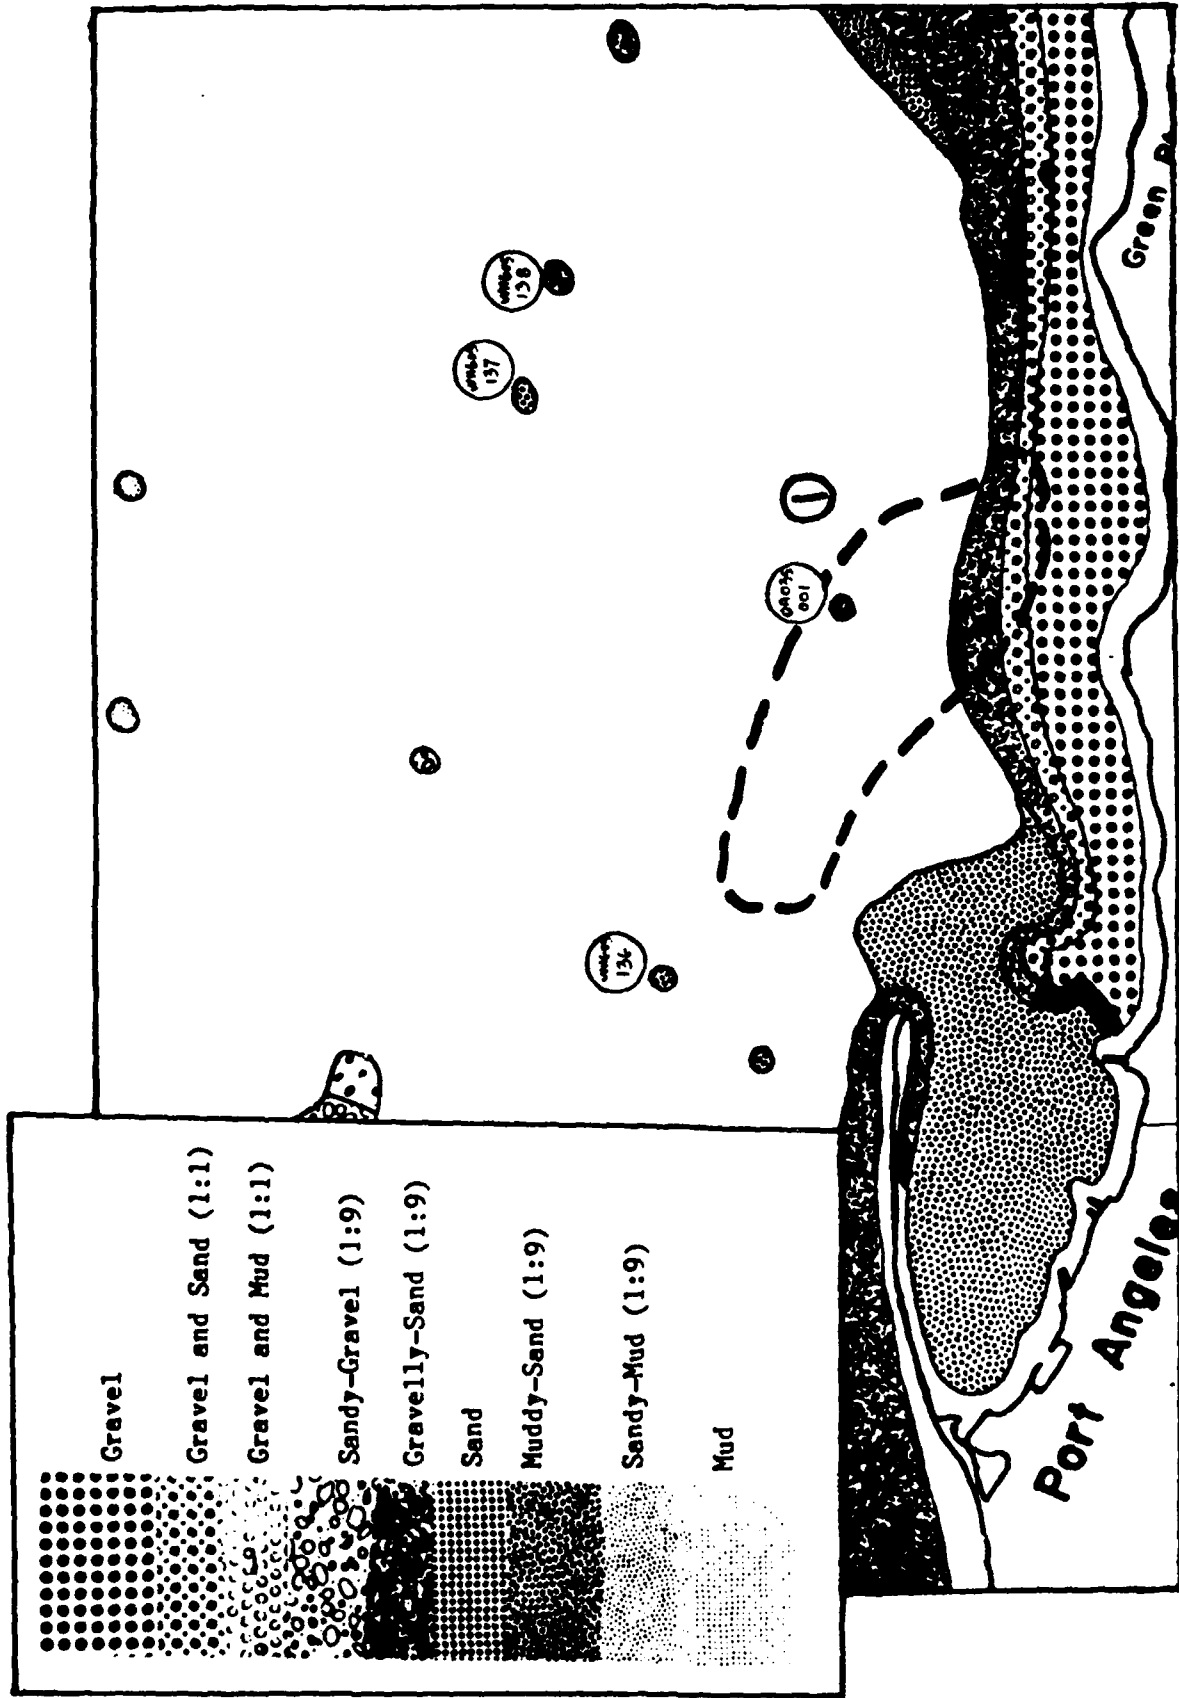 Gravel
Gravel and Sand (1:1)
Gravel and Mud (1:1)
Sandy-Gravel (1:9)
Gravelly-Sand (1:9)
Sand
Muddy-Sand (1:9)
Sandy-Mud (1:9)
Mud
136
137
138
001
Port Angeles
Green